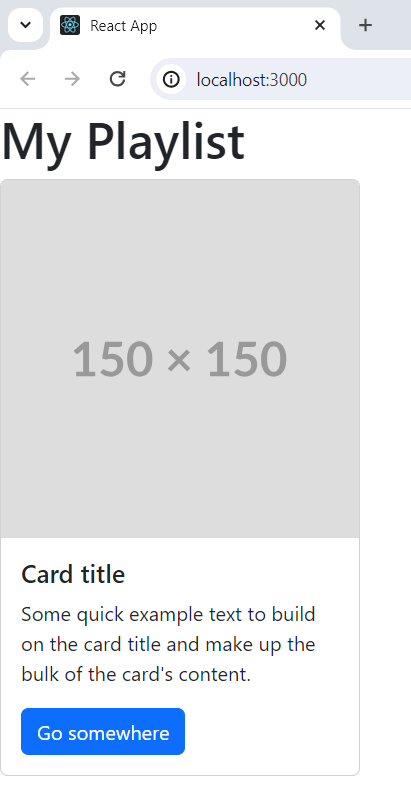 React App
localhost:3000
My Playlist
150 × 150
Card title
Some quick example text to build
on the card title and make up the
bulk of the card's content.
Go somewhere